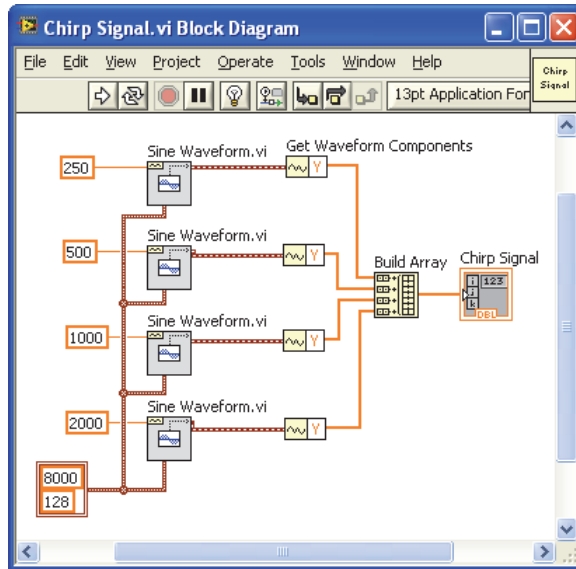 Chirp Signal.vi Block Diagram
File Edit View Project Operate Tools Window Help
Chirp
Signal
13pt Application For
Sine Waveform.vi
Get Waveform Components
250
Y
Sine Waveform.vi
500
Y
Build Array
Chirp Signal
i
123
j
k
DBL
Sine Waveform.vi
1000
Y
Sine Waveform.vi
2000
Y
8000
128